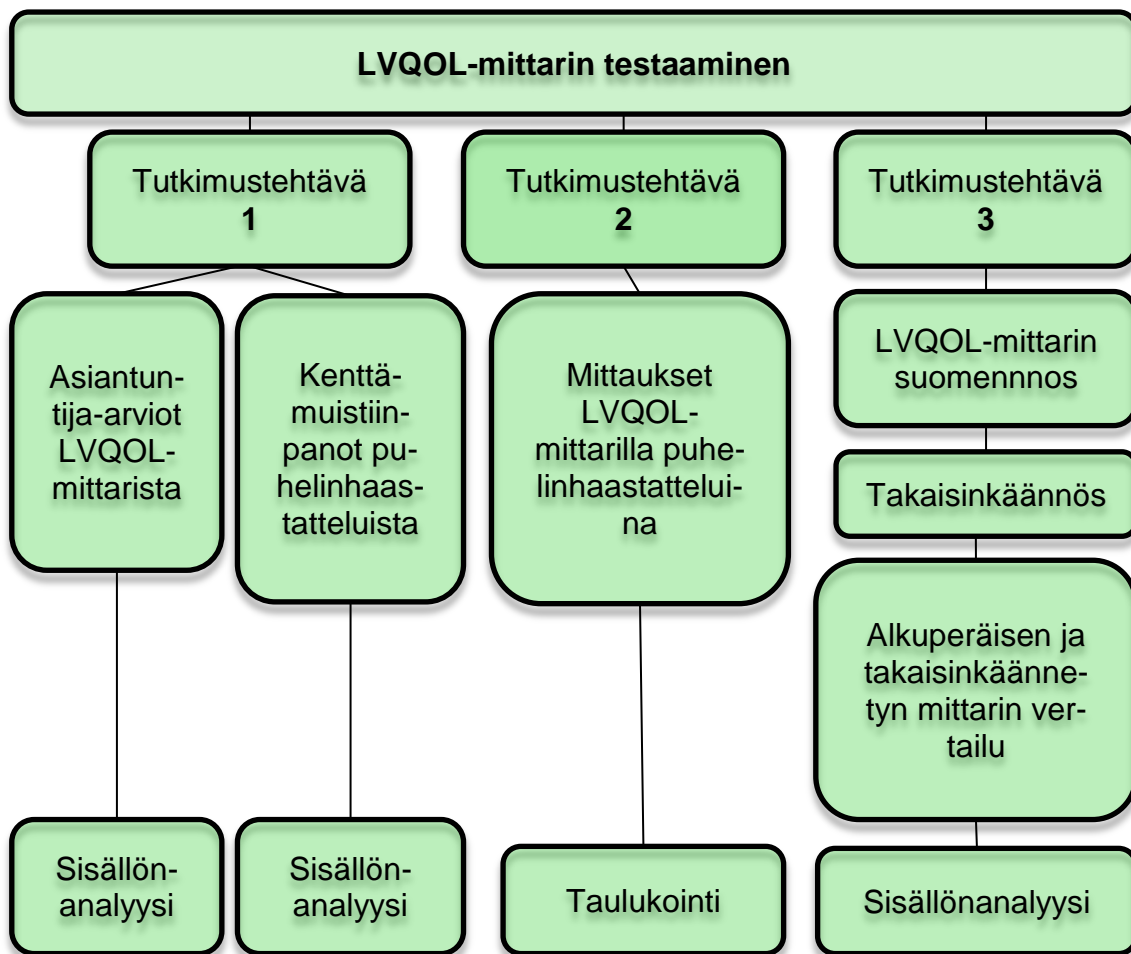 LVQOL-mittarin testaaminen
Tutkimustehtävä
1
Tutkimustehtävä
2
Tutkimustehtävä
3
Asiantun-
tija-arviot
LVQOL-
mittarista
Kenttä-
muistiin-
panot pu-
helinhaas-
tatteluista
Mittaukset
LVQOL-
mittarilla puhe-
linhaastattelui-
na
LVQOL-mittarin
suomennnos
Takaisinkäännös
Alkuperäisen ja
takaisinkäänne-
tyn mittarin ver-
tailu
Sisällön-
analyysi
Sisällön-
analyysi
Taulukointi
Sisällönanalyysi